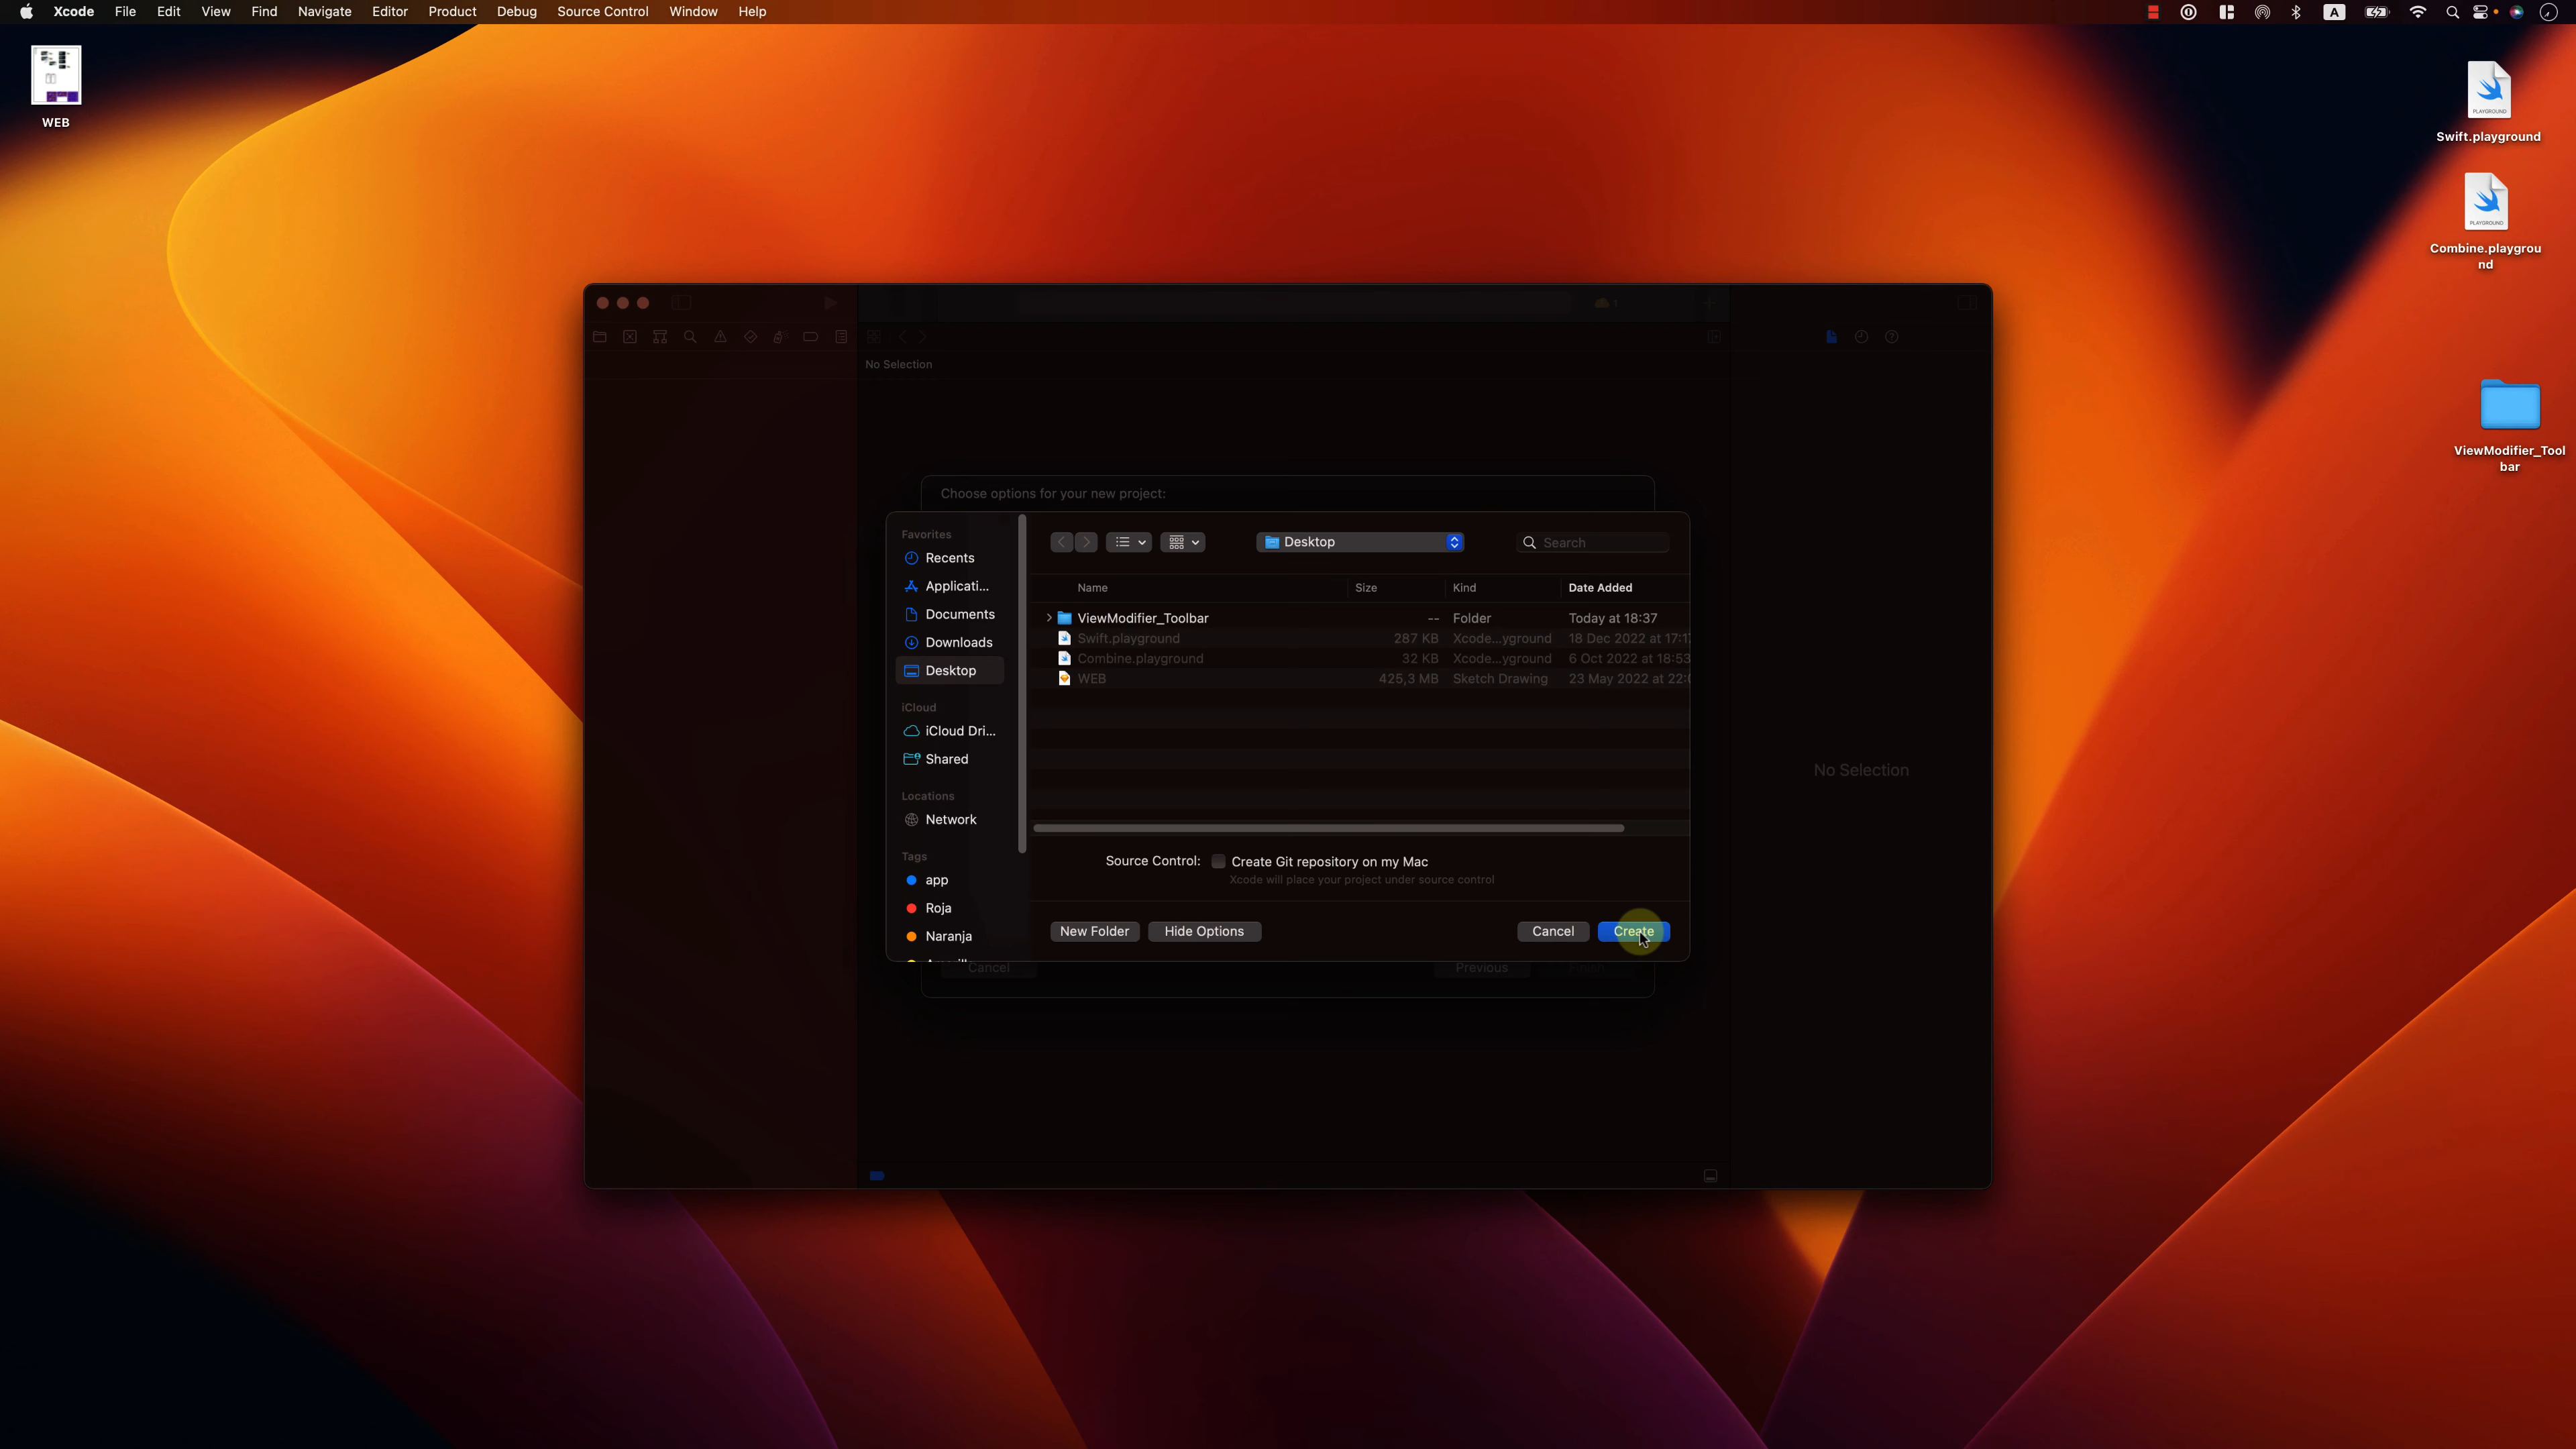 Xcode File Edit View Find Navigate Editor Product Debug Source Control Window Help
A
WEB
PLAYGROUND
Swift.playground
PLAYGROUND
Combine.playgrou
nd
ViewModifier_Tool
bar
1
No Selection
No Selection
Choose options for your new project:
Favorites
Recents
Applicati...
Documents
Downloads
Desktop
iCloud
iCloud Dri...
Shared
Locations
Network
Tags
app
Roja
Naranja
Desktop
Search
Name Size Kind Date Added
ViewModifier_Toolbar -- Folder Today at 18:37
Swift.playground 287 KB Xcode...yground 18 Dec 2022 at 17:1
Combine.playground 32 KB Xcode...yground 6 Oct 2022 at 18:53
WEB 425,3 MB Sketch Drawing 23 May 2022 at 22:
Source Control: Create Git repository on my Mac
Xcode will place your project under source control
New Folder Hide Options Cancel Create
Cancel Previous Finish